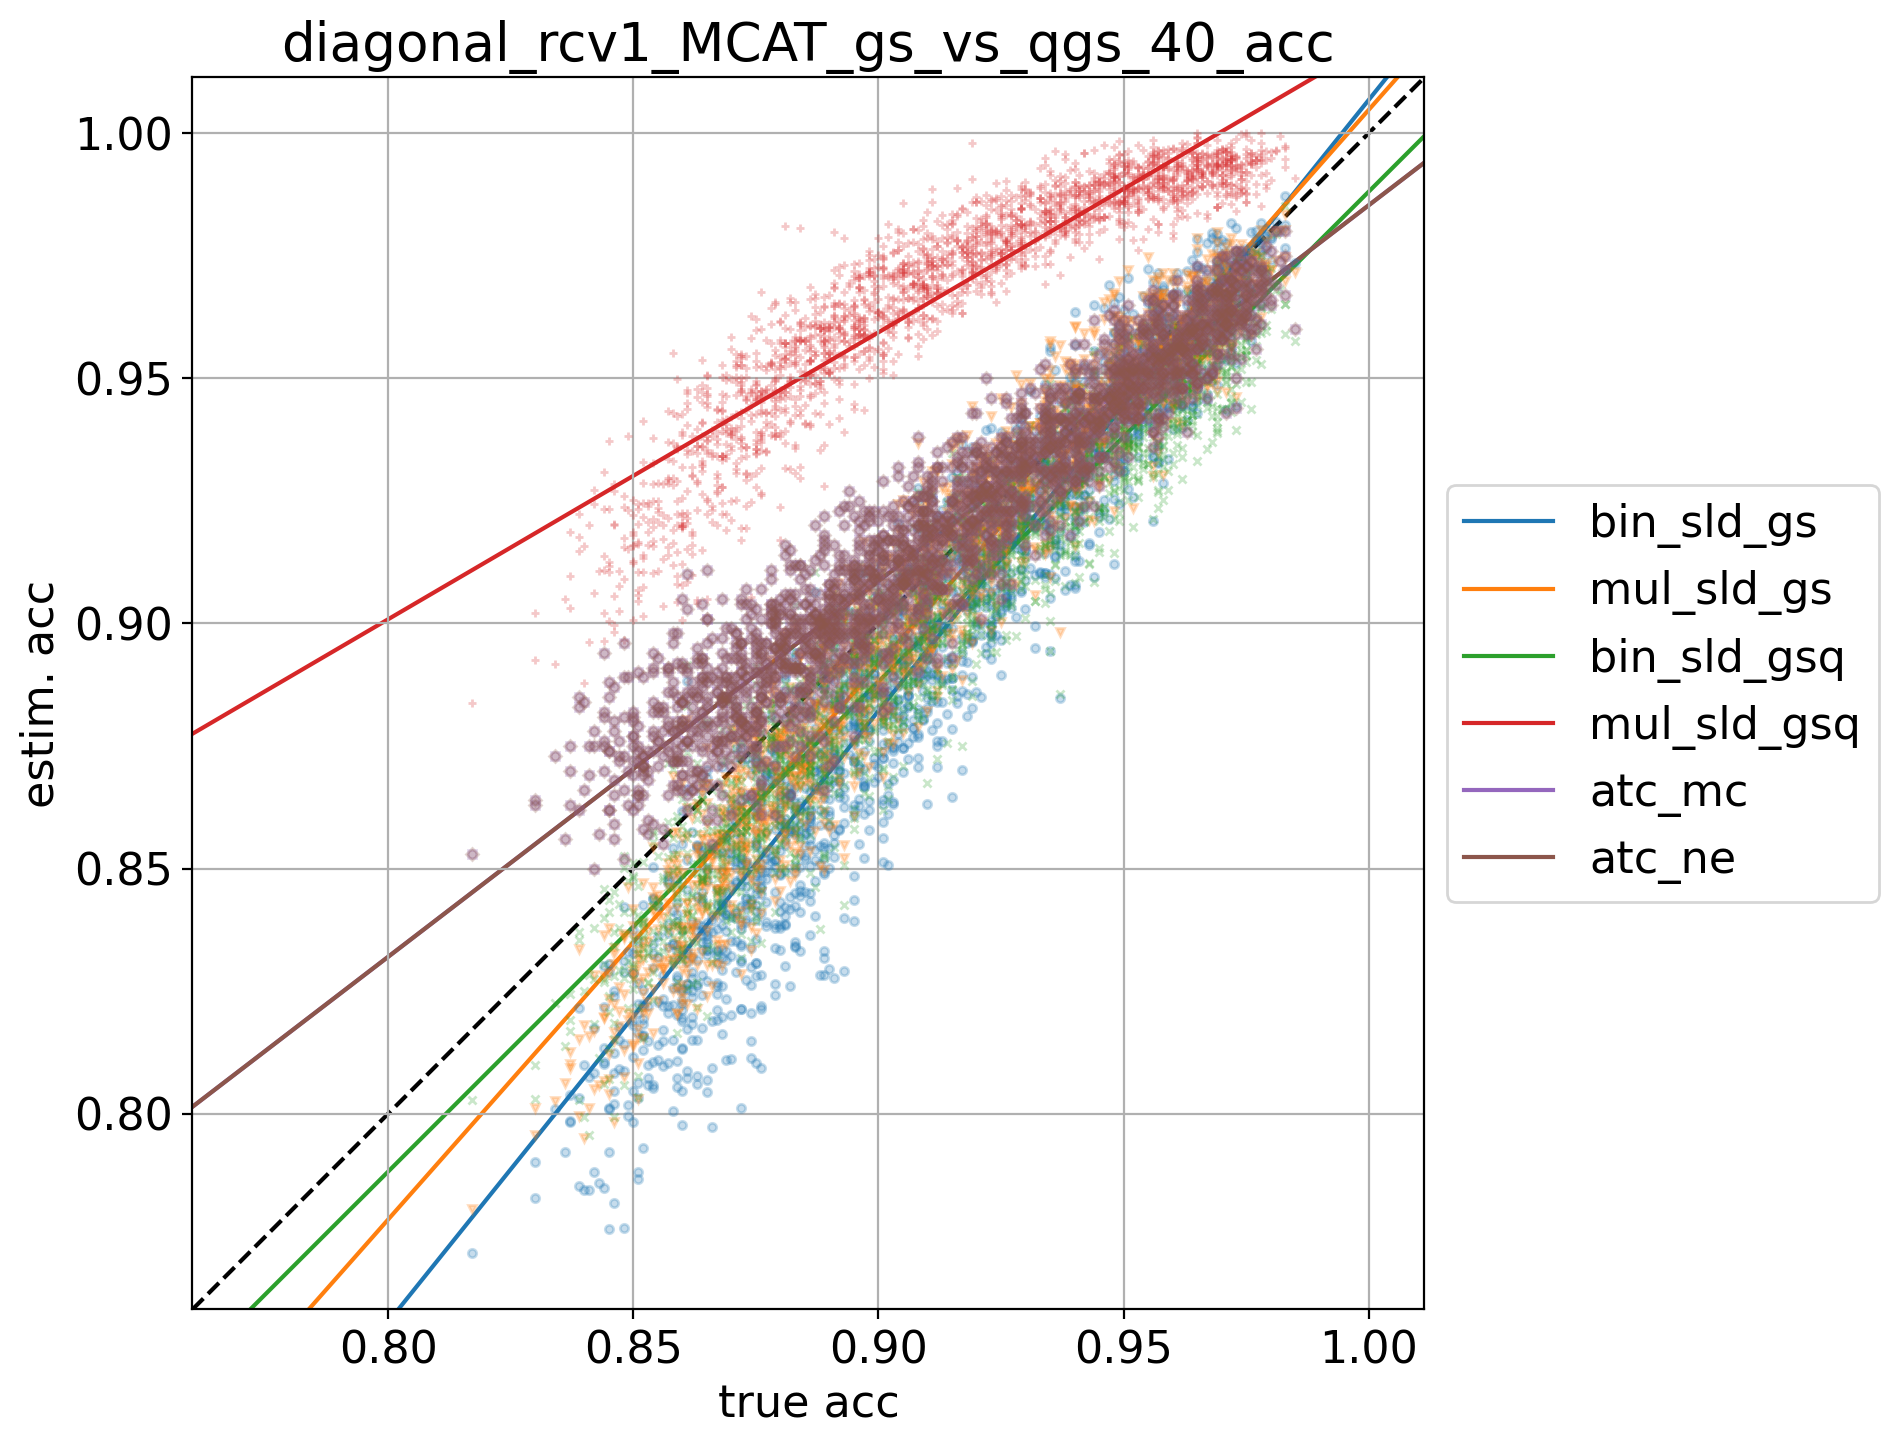 diagonal_rcv1_MCAT_gs_vs_qgs_40_acc
1.00
0.95
0.90
0.85
0.80
estim. acc
0.80
0.85
0.90
0.95
1.00
true acc
bin_sld_gs
mul_sld_gs
bin_sld_gsq
mul_sld_gsq
atc_mc
atc_ne